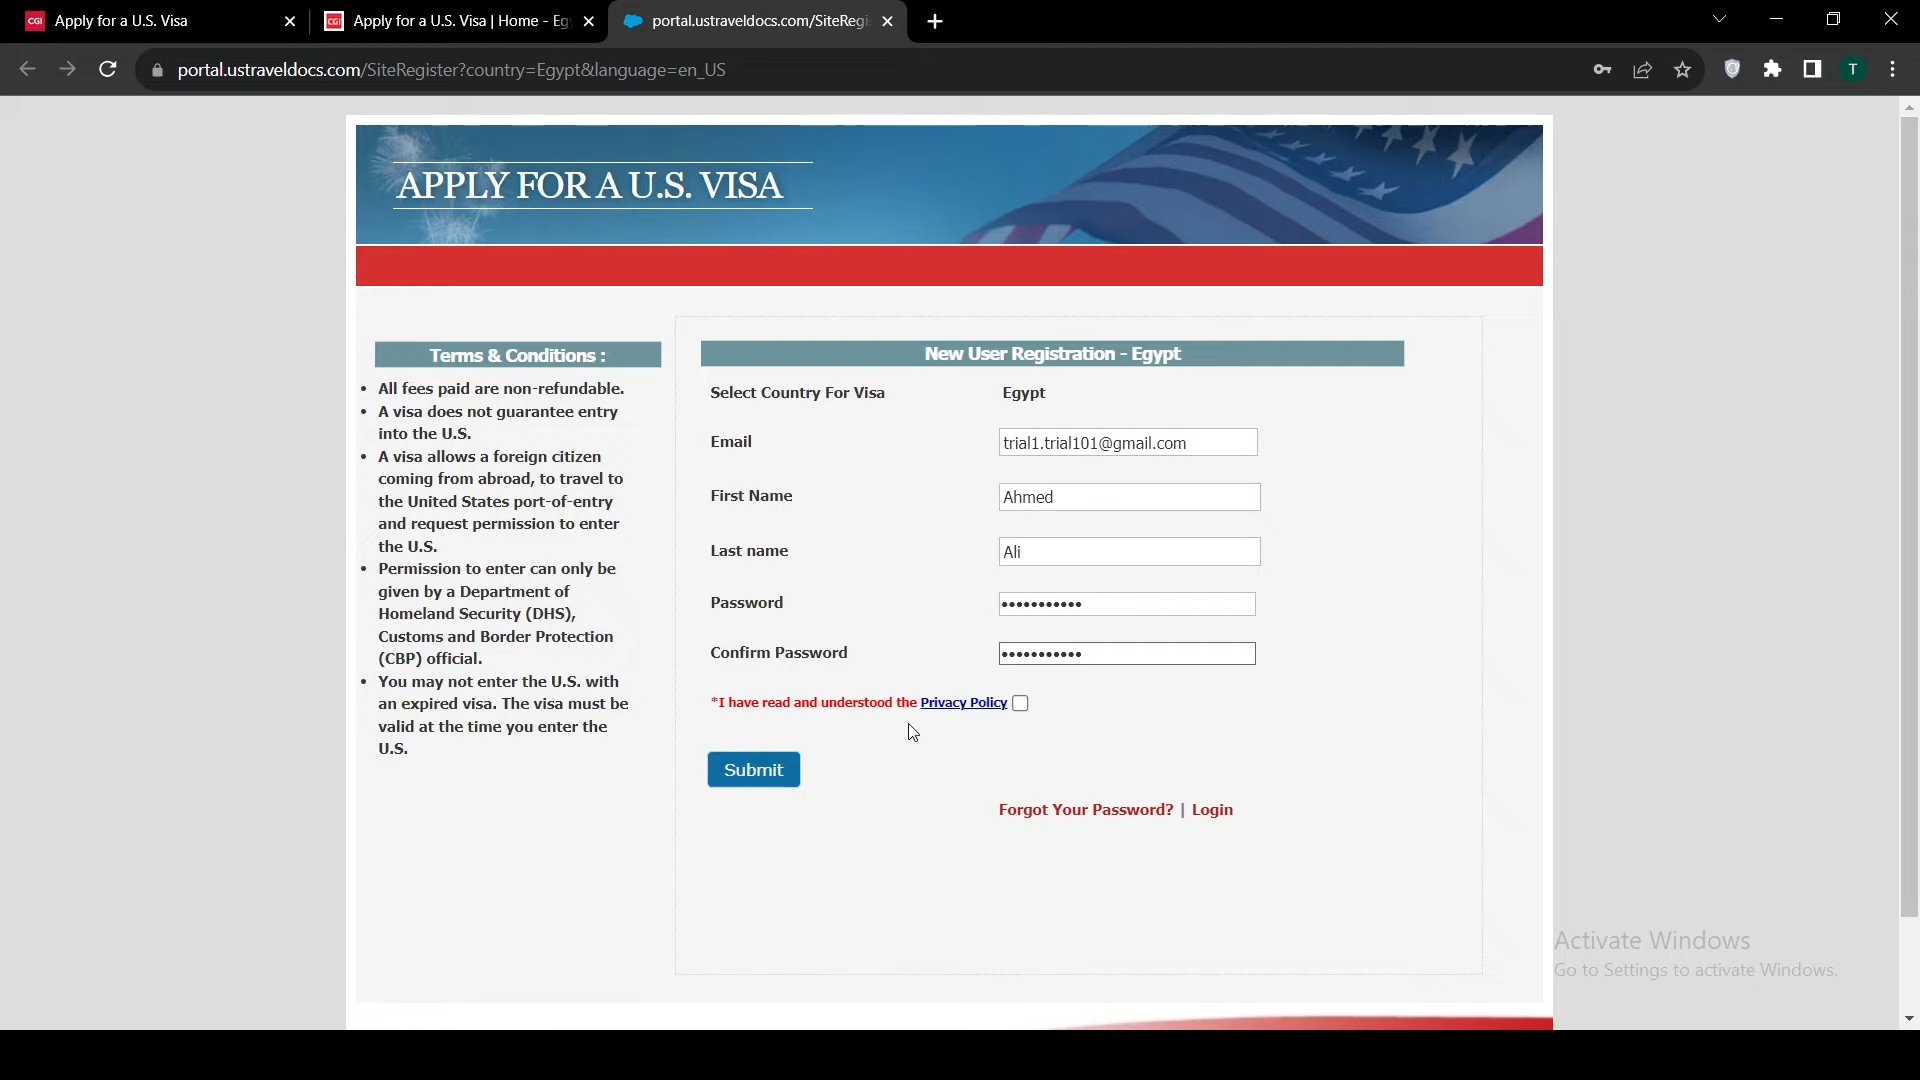 CGI Apply for a U.S. Visa
CGI Apply for a U.S. Visa | Home - Eg
portal.ustraveldocs.com/SiteRegi
portal.ustraveldocs.com/SiteRegister?country=Egypt&language=en_US
T
APPLY FOR A U.S. VISA
Terms & Conditions :
• All fees paid are non-refundable.
• A visa does not guarantee entry
into the U.S.
• A visa allows a foreign citizen
coming from abroad, to travel to
the United States port-of-entry
and request permission to enter
the U.S.
• Permission to enter can only be
given by a Department of
Homeland Security (DHS),
Customs and Border Protection
(CBP) official.
• You may not enter the U.S. with
an expired visa. The visa must be
valid at the time you enter the
U.S.
New User Registration - Egypt
Select Country For Visa Egypt
Email trial1.trial101@gmail.com
First Name Ahmed
Last name Ali
Password •••••••••••
Confirm Password •••••••••••
*I have read and understood the Privacy Policy
Submit
Forgot Your Password? | Login
Activate Windows
Go to Settings to activate Windows.